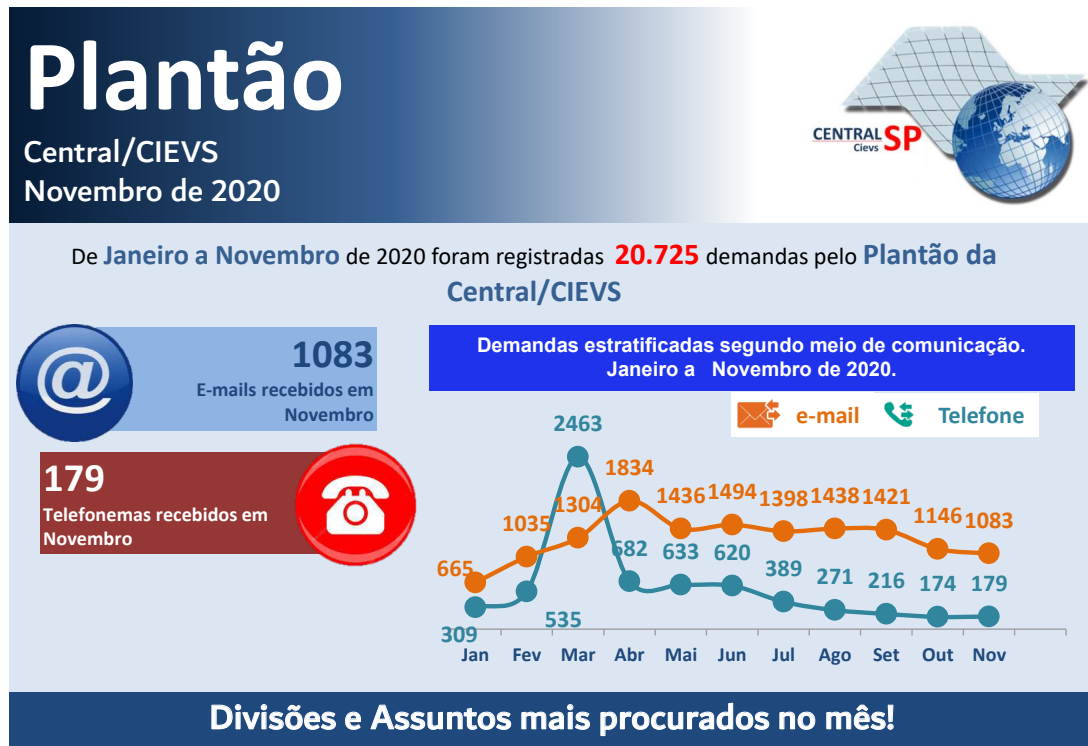 Plantão
Central/CIEVS
Novembro de 2020
CENTRAL SP
Cievs
De Janeiro a Novembro de 2020 foram registradas 20.725 demandas pelo Plantão da
Central/CIEVS
@
1083
E-mails recebidos em
Novembro
179
Telefonemas recebidos em
Novembro
Demandas estratificadas segundo meio de comunicação.
Janeiro a Novembro de 2020.
e-mail Telefone
2463
1834
1304
1436 1494 1398 1438 1421
1035
1146 1083
665
682 633 620
389 271 216 174 179
535
309
Jan Fev Mar Abr Mai Jun Jul Ago Set Out Nov
Divisões e Assuntos mais procurados no mês!